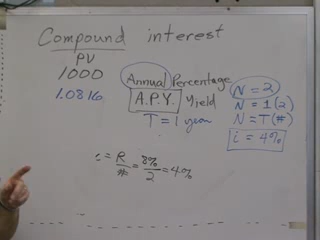 Compound interest
PV
1000
1.0816
Annual Percentage
A.P.Y. Yield
T = 1 year
N = 2
N = 1(2)
N = T(#)
i = 4%
i = R/# = 8%/2 = 4%